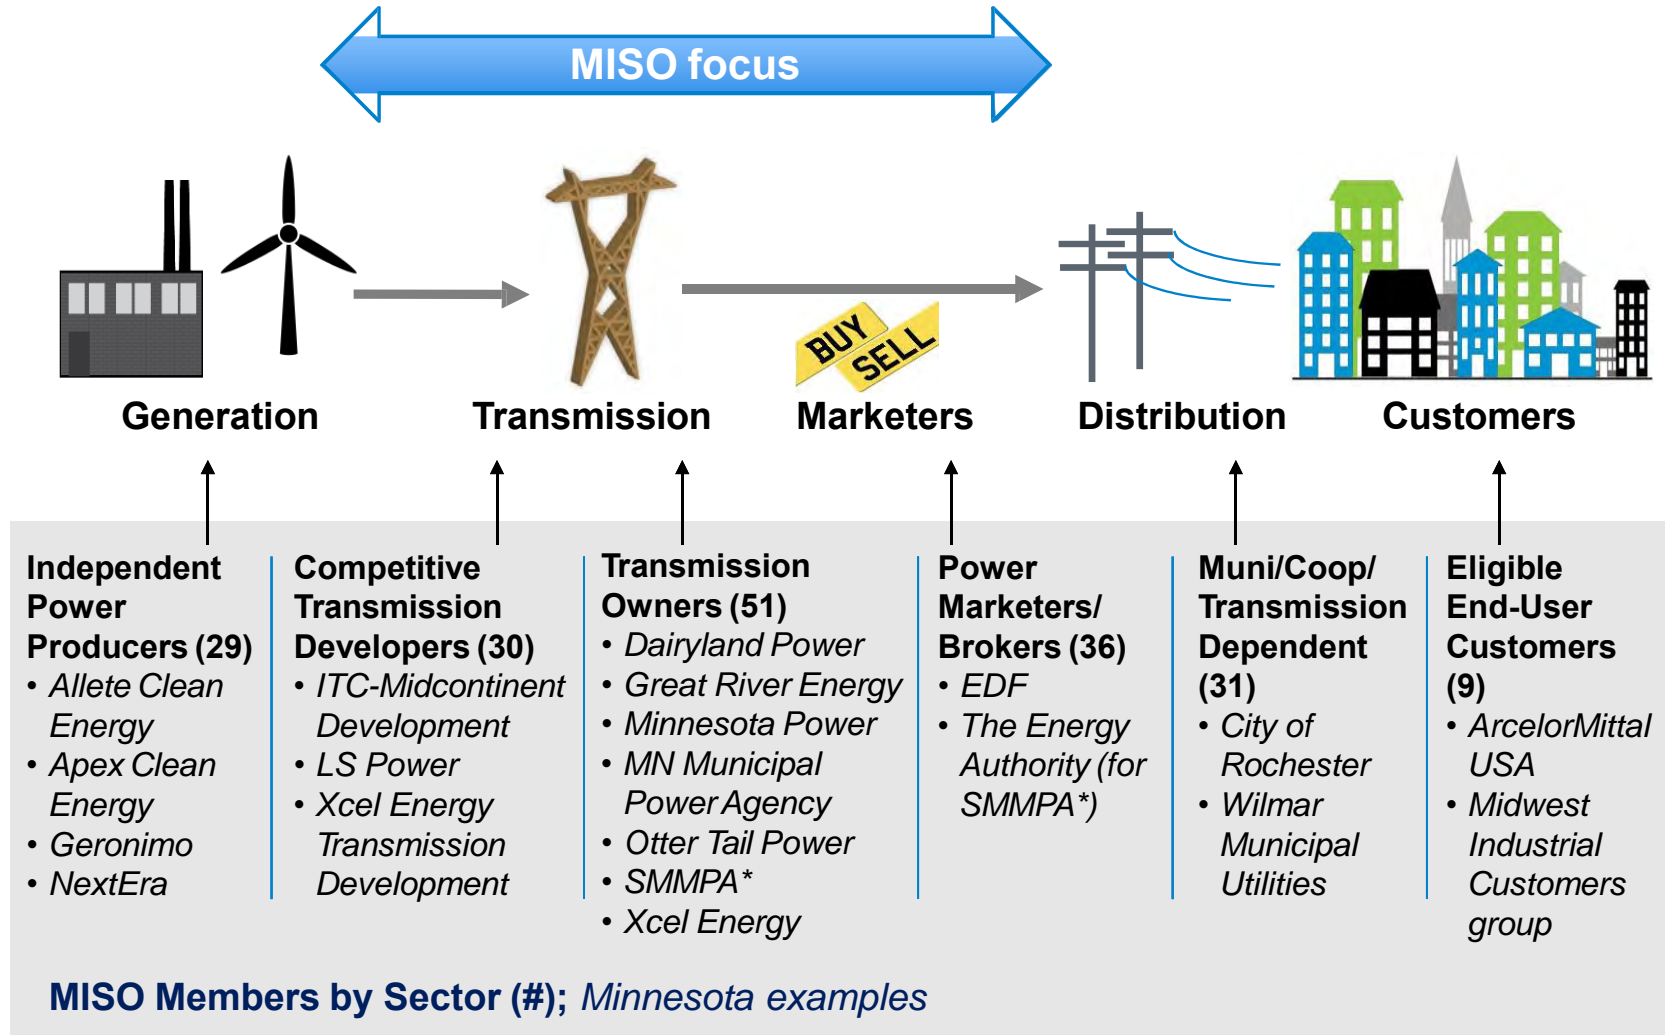 MISO focus
BUY
SELL
Generation
Transmission
Marketers
Distribution
Customers
Independent
Power
Producers (29)
• Allete Clean
Energy
• Apex Clean
Energy
• Geronimo
• NextEra
Competitive
Transmission
Developers (30)
• ITC-Midcontinent
Development
• LS Power
• Xcel Energy
Transmission
Development
Transmission
Owners (51)
• Dairyland Power
• Great River Energy
• Minnesota Power
• MN Municipal
Power Agency
• Otter Tail Power
• SMMPA*
• Xcel Energy
Power
Marketers/
Brokers (36)
• EDF
• The Energy
Authority (for
SMMPA*)
Muni/Coop/
Transmission
Dependent
(31)
• City of
Rochester
• Wilmar
Municipal
Utilities
Eligible
End-User
Customers
(9)
• ArcelorMittal
USA
• Midwest
Industrial
Customers
group
MISO Members by Sector (#); Minnesota examples